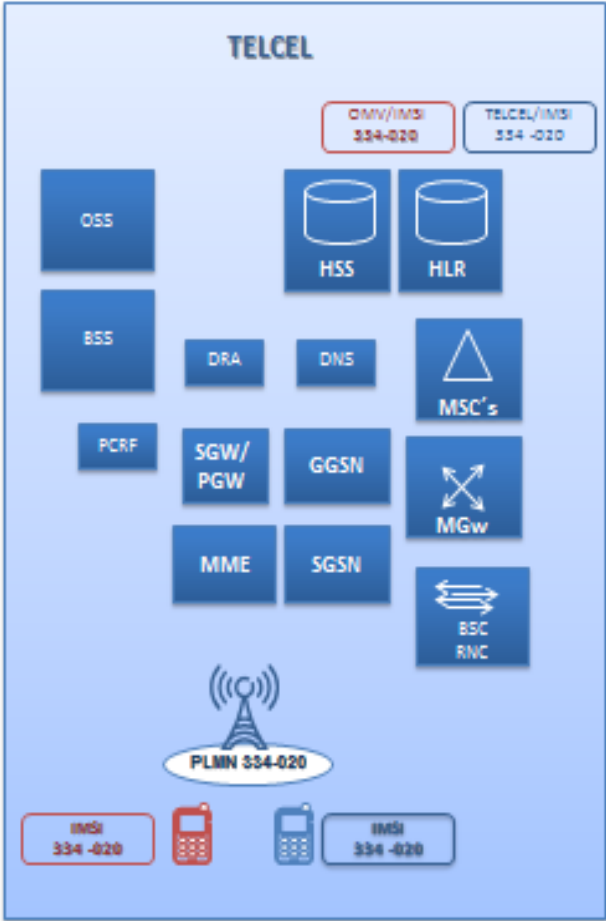 TELCEL
OMV/IMSI
334-020
TELCEL/IMSI
334 -020
OSS
HSS
HLR
BSS
DRA
DNS
MSC´s
PCRF
SGW/
PGW
GGSN
MGw
MME
SGSN
BSC
RNC
PLMN 334-020
IMSI
334 -020
IMSI
334 -020